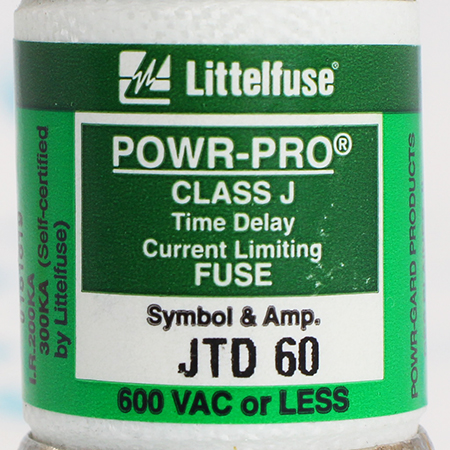 Littelfuse®
POWR-PRO®
CLASS J
Time Delay
Current Limiting
FUSE
Symbol & Amp.
JTD 60
600 VAC or LESS
I.R.200KA
300KA (Self-certified
by Littelfuse)
POWR-GARD PRODUCTS